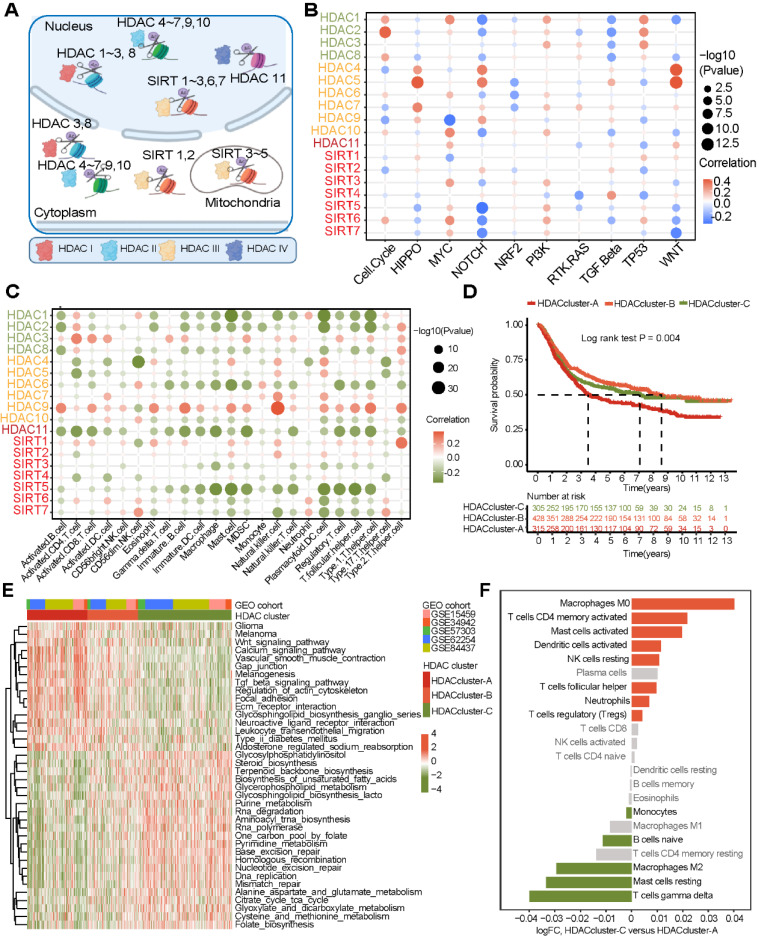 A
Nucleus
HDAC 4~7,9,10
HDAC 1~3, 8
HDAC 11
SIRT 1~3,6,7
HDAC 3,8
HDAC 4~7,9,10
SIRT 1,2
SIRT 3~5
Mitochondria
Cytoplasm
HDAC I
HDAC II
HDAC III
HDAC IV
B
HDAC1
HDAC2
HDAC3
HDAC8
HDAC4
HDAC5
HDAC6
HDAC7
HDAC9
HDAC10
HDAC11
SIRT1
SIRT2
SIRT3
SIRT4
SIRT5
SIRT6
SIRT7
Cell.Cycle
HIPPO
MYC
NOTCH
NRF2
PI3K
RTK.RAS
TGF.Beta
TP53
WNT
-log10
(Pvalue)
2.5
5.0
7.5
10.0
12.5
Correlation
0.4
0.2
0.0
-0.2
C
HDAC1
HDAC2
HDAC3
HDAC8
HDAC4
HDAC5
HDAC6
HDAC7
HDAC9
HDAC10
HDAC11
SIRT1
SIRT2
SIRT3
SIRT4
SIRT5
SIRT6
SIRT7
Activated.B.cell
Activated.CD4.T.cell
Activated.CD8.T.cell
Activated.DC.cell
CD56bright.NK.cell
CD56dim.NK.cell
Eosinophil
Gamma.delta.T.cell
Immature..B.cell
Immature.DC.cell
Macrophage
Mast.cell
MDSC
Monocyte
Natural.killer.cell
Natural.killer.T.cell
Neutrophil
Plasmacytoid.DC.cell
Regulatory.T.cell
T.follicular.helper.cell
Type.1.T.helper.cell
Type.17.T.helper.cell
Type.2.T.helper.cell
-log10(Pvalue)
10
20
30
Correlation
0.2
0.0
-0.2
D
HDACcluster-A HDACcluster-B HDACcluster-C
Log rank test P = 0.004
Survival probability
1.00
0.75
0.50
0.25
0.00
0 1 2 3 4 5 6 7 8 9 10 11 12 13
Time(years)
Number at risk
HDACcluster-C 305 252 195 170 155 137 100 59 39 30 24 15 8 1
HDACcluster-B 428 351 288 254 222 190 154 131 100 84 58 32 14 1
HDACcluster-A 315 258 200 161 130 117 104 90 72 59 34 15 3 0
0 1 2 3 4 5 6 7 8 9 10 11 12 13
Time(years)
E
GEO cohort
HDAC cluster
Glioma
Melanoma
Wnt_signaling_pathway
Calcium_signaling_pathway
Vascular_smooth_muscle_contraction
Gap_junction
Melanogenesis
Tgf_beta_signaling_pathway
Regulation_of_actin_cytoskeleton
Focal_adhesion
Ecm_receptor_interaction
Glycosphingolipid_biosynthesis_ganglio_series
Neuroactive_ligand_receptor_interaction
Leukocyte_transendothelial_migration
Type_ii_diabetes_mellitus
Aldosterone_regulated_sodium_reabsorption
Glycosylphosphatidylinositol
Steroid_biosynthesis
Terpenoid_backbone_biosynthesis
Biosynthesis_of_unsaturated_fatty_acids
Glycerophospholipid_metabolism
Glycosphingolipid_biosynthesis_lacto
Purine_metabolism
Rna_degradation
Aminoacyl_trna_biosynthesis
Rna_polymerase
One_carbon_pool_by_folate
Pyrimidine_metabolism
Base_excision_repair
Homologous_recombination
Nucleotide_excision_repair
Dna_replication
Mismatch_repair
Alanine_aspartate_and_glutamate_metabolism
Citrate_cycle_tca_cycle
Glyoxylate_and_dicarboxylate_metabolism
Cysteine_and_methionine_metabolism
Folate_biosynthesis
GEO cohort
GSE15459
GSE34942
GSE57303
GSE62254
GSE84437
HDAC cluster
HDACcluster-A
HDACcluster-B
HDACcluster-C
4
2
0
−2
−4
F
Macrophages M0
T cells CD4 memory activated
Mast cells activated
Dendritic cells activated
NK cells resting
Plasma cells
T cells follicular helper
Neutrophils
T cells regulatory (Tregs)
T cells CD8
NK cells activated
T cells CD4 naive
Dendritic cells resting
B cells memory
Eosinophils
Monocytes
Macrophages M1
B cells naive
T cells CD4 memory resting
Macrophages M2
Mast cells resting
T cells gamma delta
−0.04 −0.03 −0.02 −0.01 0 0.01 0.02 0.03 0.04
logFC, HDACcluster-C versus HDACcluster-A